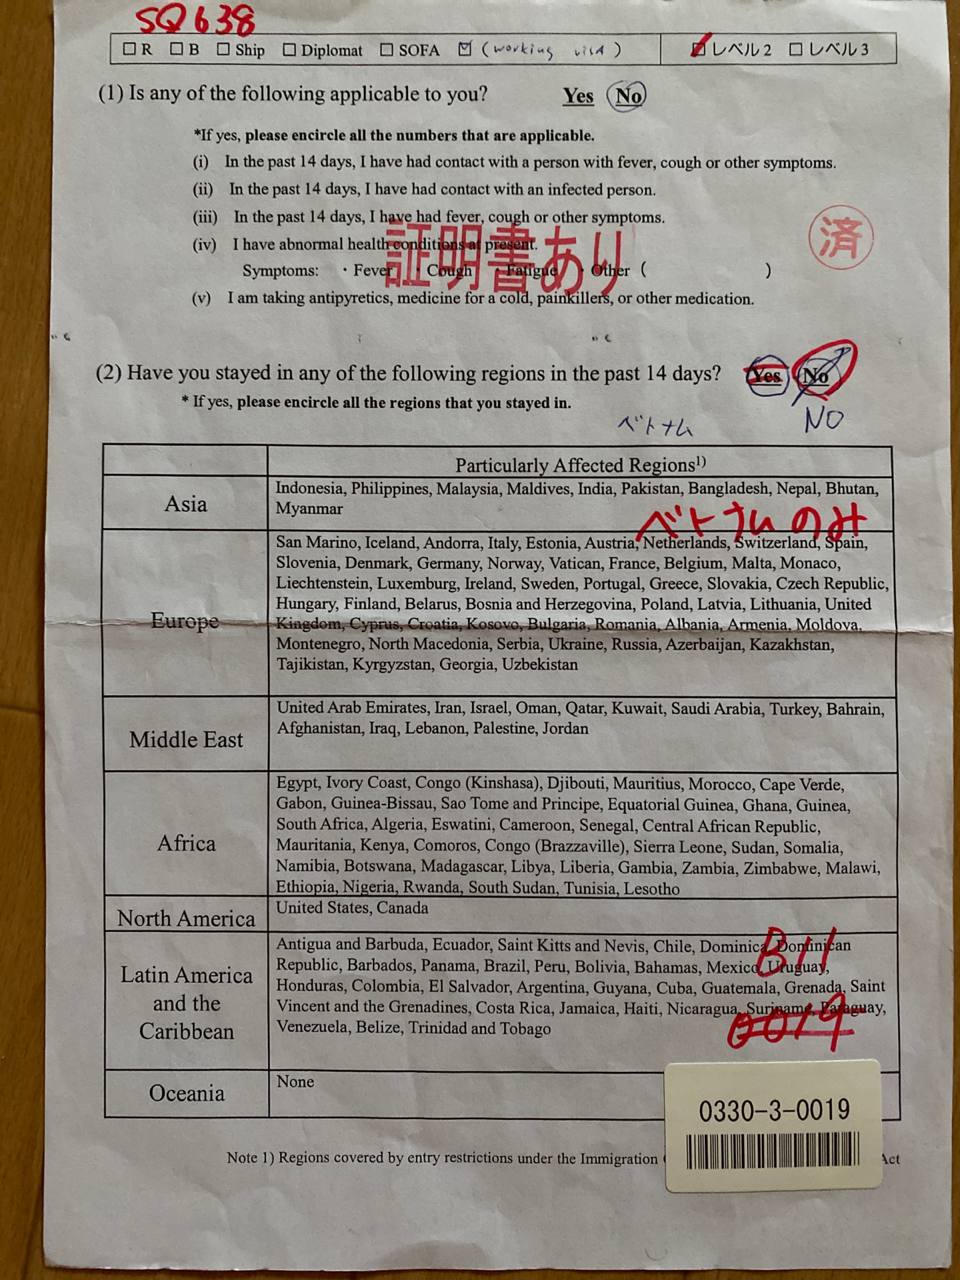 SQ638
☐ R ☐ B ☐ Ship ☐ Diplomat ☐ SOFA ☑ (working visa) ☑ レベル2 ☐ レベル3
(1) Is any of the following applicable to you? Yes No
*If yes, please encircle all the numbers that are applicable.
(i) In the past 14 days, I have had contact with a person with fever, cough or other symptoms.
(ii) In the past 14 days, I have had contact with an infected person.
(iii) In the past 14 days, I have had fever, cough or other symptoms.
(iv) I have abnormal health conditions at present.
証明書あり
済
Symptoms: ・Fever ・Cough ・Fatigue ・Other ( )
(v) I am taking antipyretics, medicine for a cold, painkillers, or other medication.
(2) Have you stayed in any of the following regions in the past 14 days? Yes No
* If yes, please encircle all the regions that you stayed in.
ベトナム NO
Particularly Affected Regions1)
Asia
Indonesia, Philippines, Malaysia, Maldives, India, Pakistan, Bangladesh, Nepal, Bhutan,
Myanmar
ベトナムのみ
Europe
San Marino, Iceland, Andorra, Italy, Estonia, Austria, Netherlands, Switzerland, Spain,
Slovenia, Denmark, Germany, Norway, Vatican, France, Belgium, Malta, Monaco,
Liechtenstein, Luxemburg, Ireland, Sweden, Portugal, Greece, Slovakia, Czech Republic,
Hungary, Finland, Belarus, Bosnia and Herzegovina, Poland, Latvia, Lithuania, United
Kingdom, Cyprus, Croatia, Kosovo, Bulgaria, Romania, Albania, Armenia, Moldova,
Montenegro, North Macedonia, Serbia, Ukraine, Russia, Azerbaijan, Kazakhstan,
Tajikistan, Kyrgyzstan, Georgia, Uzbekistan
Middle East
United Arab Emirates, Iran, Israel, Oman, Qatar, Kuwait, Saudi Arabia, Turkey, Bahrain,
Afghanistan, Iraq, Lebanon, Palestine, Jordan
Africa
Egypt, Ivory Coast, Congo (Kinshasa), Djibouti, Mauritius, Morocco, Cape Verde,
Gabon, Guinea-Bissau, Sao Tome and Principe, Equatorial Guinea, Ghana, Guinea,
South Africa, Algeria, Eswatini, Cameroon, Senegal, Central African Republic,
Mauritania, Kenya, Comoros, Congo (Brazzaville), Sierra Leone, Sudan, Somalia,
Namibia, Botswana, Madagascar, Libya, Liberia, Gambia, Zambia, Zimbabwe, Malawi,
Ethiopia, Nigeria, Rwanda, South Sudan, Tunisia, Lesotho
North America
United States, Canada
Latin America
and the
Caribbean
Antigua and Barbuda, Ecuador, Saint Kitts and Nevis, Chile, Dominica, Dominican
Republic, Barbados, Panama, Brazil, Peru, Bolivia, Bahamas, Mexico, Uruguay,
Honduras, Colombia, El Salvador, Argentina, Guyana, Cuba, Guatemala, Grenada, Saint
Vincent and the Grenadines, Costa Rica, Jamaica, Haiti, Nicaragua, Suriname, Paraguay,
Venezuela, Belize, Trinidad and Tobago
B11
0019
Oceania
None
0330-3-0019
Note 1) Regions covered by entry restrictions under the Immigration Act